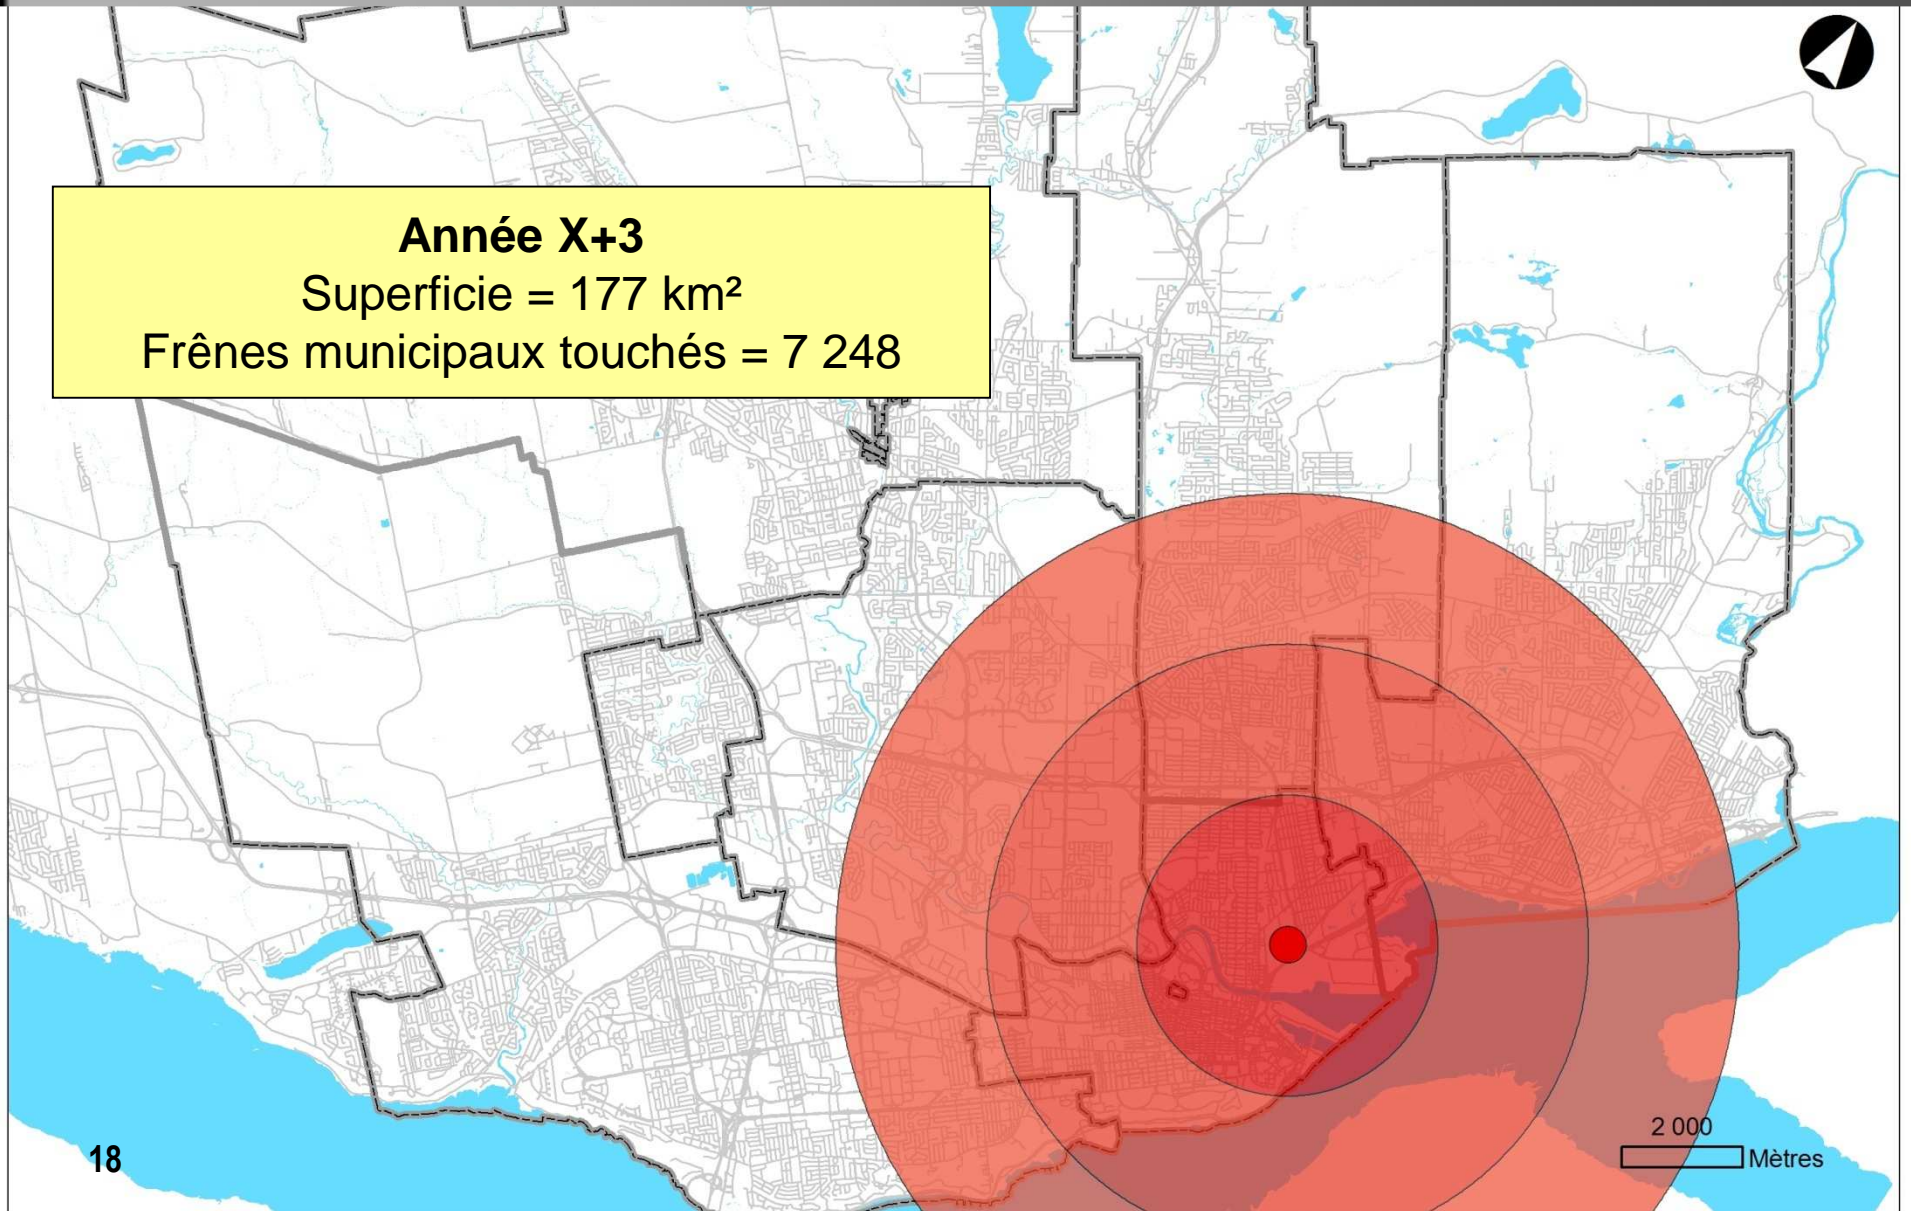 Année X+3
Superficie = 177 km²
Frênes municipaux touchés = 7 248
2 000
Mètres
18